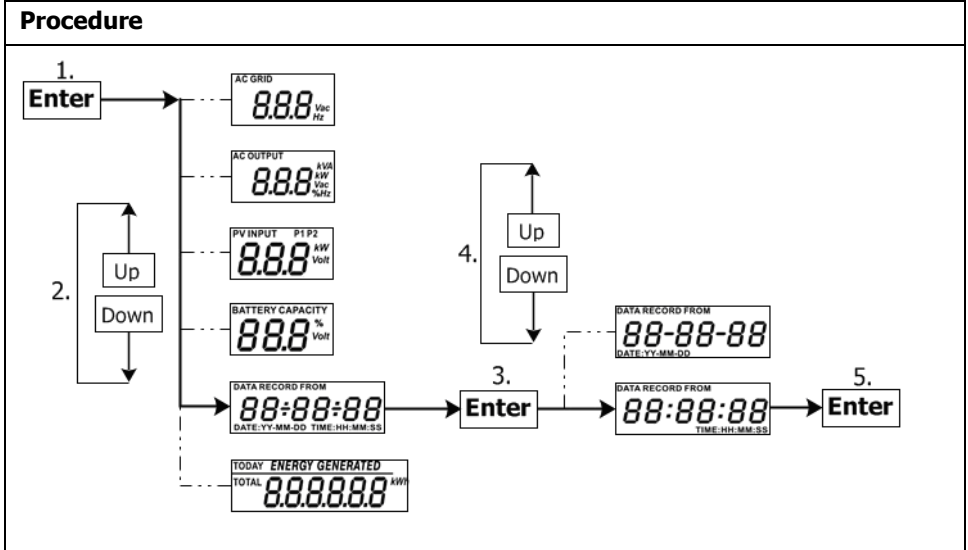 Procedure
1.
Enter
AC GRID
8.8.8 Vac
Hz
AC OUTPUT
kVA
8.8.8 kW
Vac
%Hz
2.
Up
Down
PV INPUT P1 P2
8.8.8 kW
Volt
BATTERY CAPACITY
88.8 %
Volt
DATA RECORD FROM
88÷88÷88
DATE:YY-MM-DD TIME:HH:MM:SS
TODAY ENERGY GENERATED
TOTAL 8.8.8.8.8.8 kWh
3.
Enter
4.
Up
Down
DATA RECORD FROM
88-88-88
DATE:YY-MM-DD
DATA RECORD FROM
88:88:88
TIME:HH:MM:SS
5.
Enter